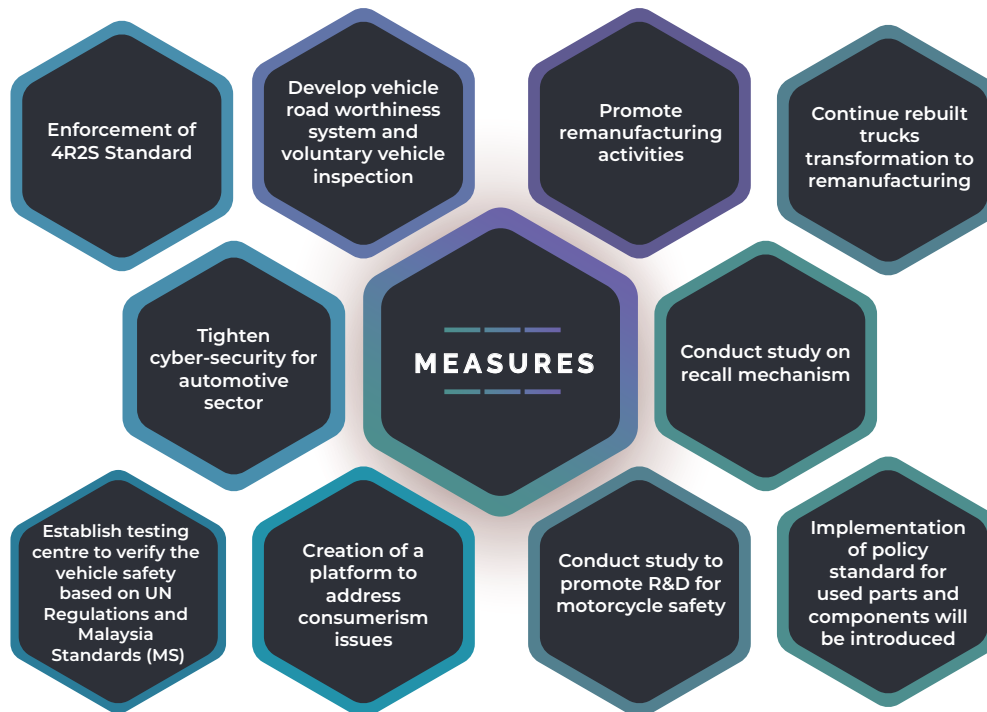 Enforcement of
4R2S Standard
Develop vehicle
road worthiness
system and
voluntary vehicle
inspection
Promote
remanufacturing
activities
Continue rebuilt
trucks
transformation to
remanufacturing
Tighten
cyber-security for
automotive
sector
MEASURES
Conduct study on
recall mechanism
Establish testing
centre to verify the
vehicle safety
based on UN
Regulations and
Malaysia
Standards (MS)
Creation of a
platform to
address
consumerism
issues
Conduct study to
promote R&D for
motorcycle safety
Implementation
of policy
standard for
used parts and
components will
be introduced